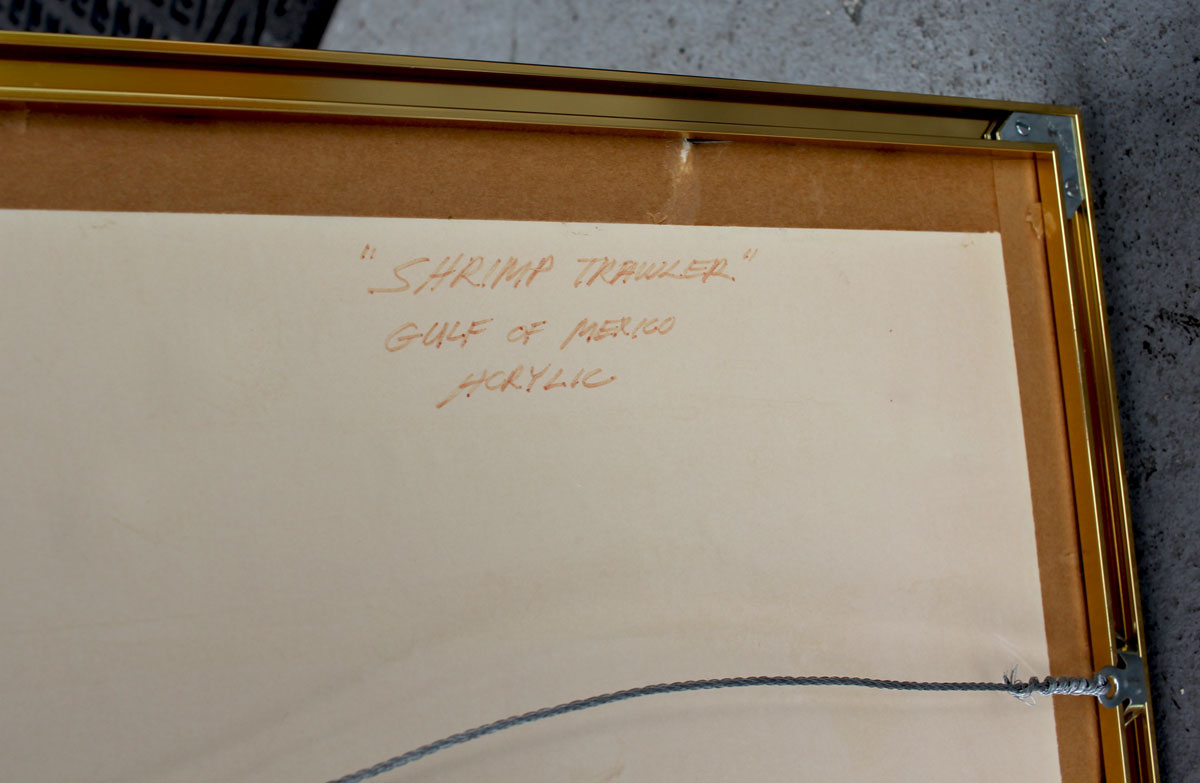 "SHRIMP TRAWLER"
GULF OF MEXICO
ACRYLIC